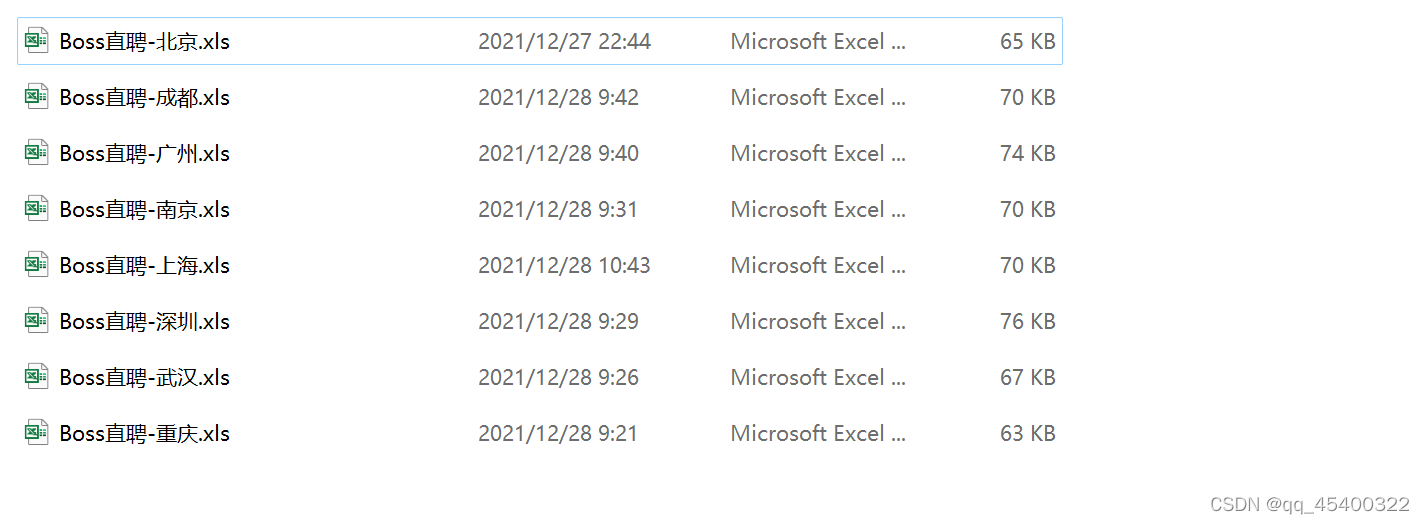 Boss直聘-北京.xls 2021/12/27 22:44 Microsoft Excel ... 65 KB
Boss直聘-成都.xls 2021/12/28 9:42 Microsoft Excel ... 70 KB
Boss直聘-广州.xls 2021/12/28 9:40 Microsoft Excel ... 74 KB
Boss直聘-南京.xls 2021/12/28 9:31 Microsoft Excel ... 70 KB
Boss直聘-上海.xls 2021/12/28 10:43 Microsoft Excel ... 70 KB
Boss直聘-深圳.xls 2021/12/28 9:29 Microsoft Excel ... 76 KB
Boss直聘-武汉.xls 2021/12/28 9:26 Microsoft Excel ... 67 KB
Boss直聘-重庆.xls 2021/12/28 9:21 Microsoft Excel ... 63 KB
CSDN @qq_45400322